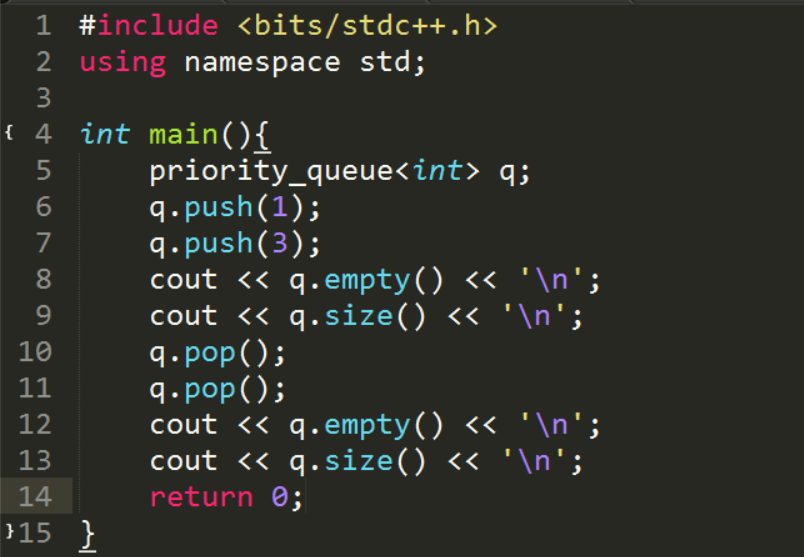 1 #include <bits/stdc++.h>
2 using namespace std;
3
{ 4 int main(){
5 priority_queue<int> q;
6 q.push(1);
7 q.push(3);
8 cout << q.empty() << '\n';
9 cout << q.size() << '\n';
10 q.pop();
11 q.pop();
12 cout << q.empty() << '\n';
13 cout << q.size() << '\n';
14 return 0;
}15 }